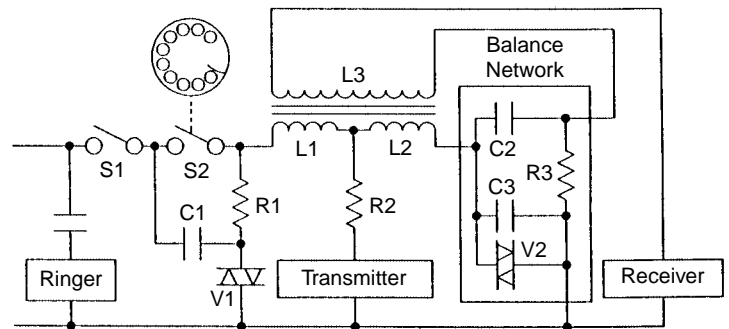 Balance
Network
L3
L1
L2
S1
S2
C2
R3
C1
R1
R2
C3
V2
V1
Ringer
Transmitter
Receiver